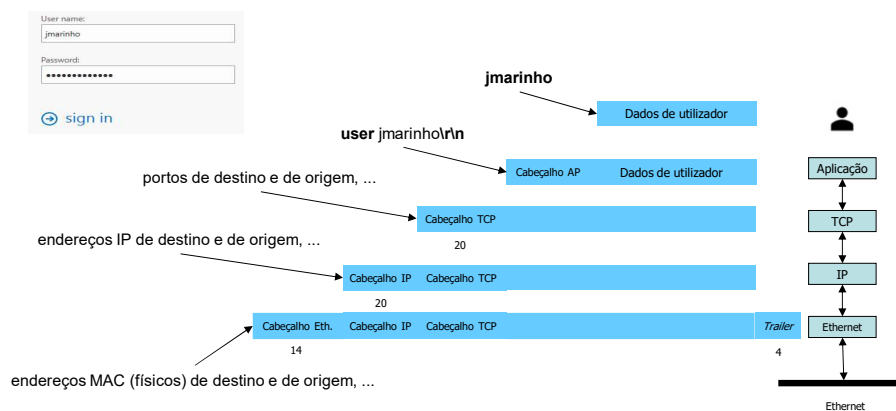 User name:
jmarinho
Password:
•••••••••••••
sign in
jmarinho
Dados de utilizador
user jmarinho\r\n
Cabeçalho AP Dados de utilizador
Aplicação
portos de destino e de origem, ...
Cabeçalho TCP
20
TCP
endereços IP de destino e de origem, ...
Cabeçalho IP Cabeçalho TCP
20
IP
Cabeçalho Eth. Cabeçalho IP Cabeçalho TCP Trailer
14 4
Ethernet
endereços MAC (físicos) de destino e de origem, ...
Ethernet